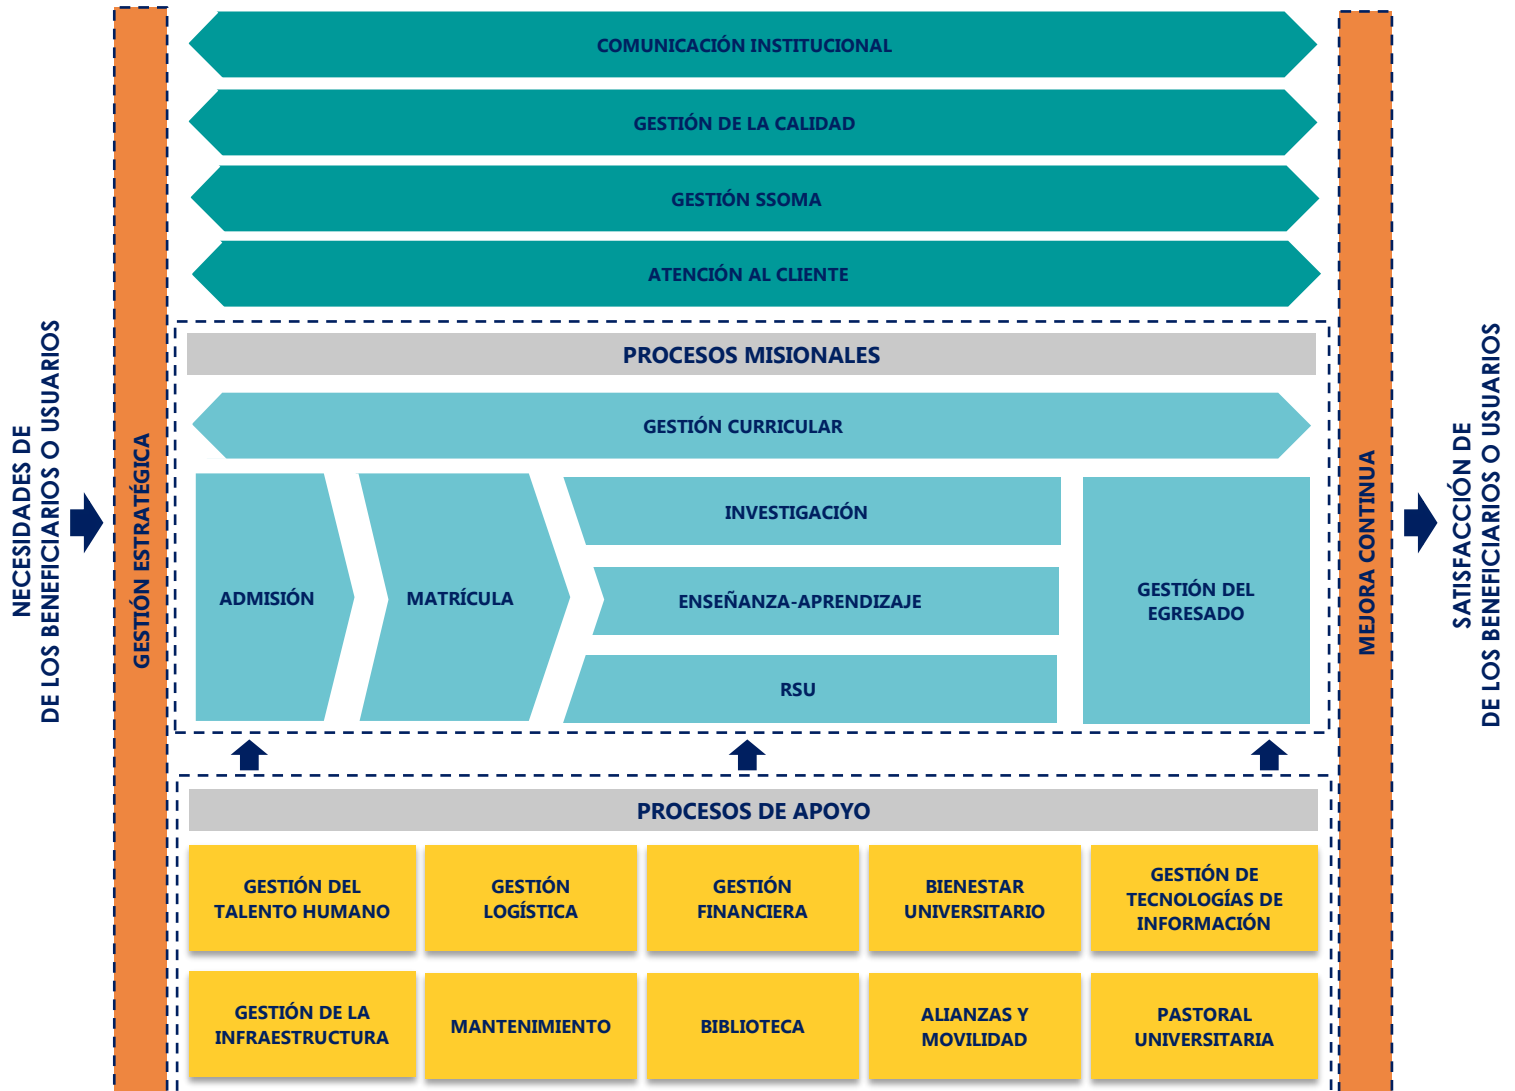 COMUNICACIÓN INSTITUCIONAL
GESTIÓN DE LA CALIDAD
GESTIÓN SSOMA
ATENCIÓN AL CLIENTE
NECESIDADES DE
DE LOS BENEFICIARIOS O USUARIOS
GESTIÓN ESTRATÉGICA
PROCESOS MISIONALES
GESTIÓN CURRICULAR
ADMISIÓN
MATRÍCULA
INVESTIGACIÓN
ENSEÑANZA-APRENDIZAJE
RSU
GESTIÓN DEL
EGRESADO
MEJORA CONTINUA
SATISFACCIÓN DE
DE LOS BENEFICIARIOS O USUARIOS
PROCESOS DE APOYO
GESTIÓN DEL
TALENTO HUMANO
GESTIÓN
LOGÍSTICA
GESTIÓN
FINANCIERA
BIENESTAR
UNIVERSITARIO
GESTIÓN DE
TECNOLOGÍAS DE
INFORMACIÓN
GESTIÓN DE LA
INFRAESTRUCTURA
MANTENIMIENTO
BIBLIOTECA
ALIANZAS Y
MOVILIDAD
PASTORAL
UNIVERSITARIA